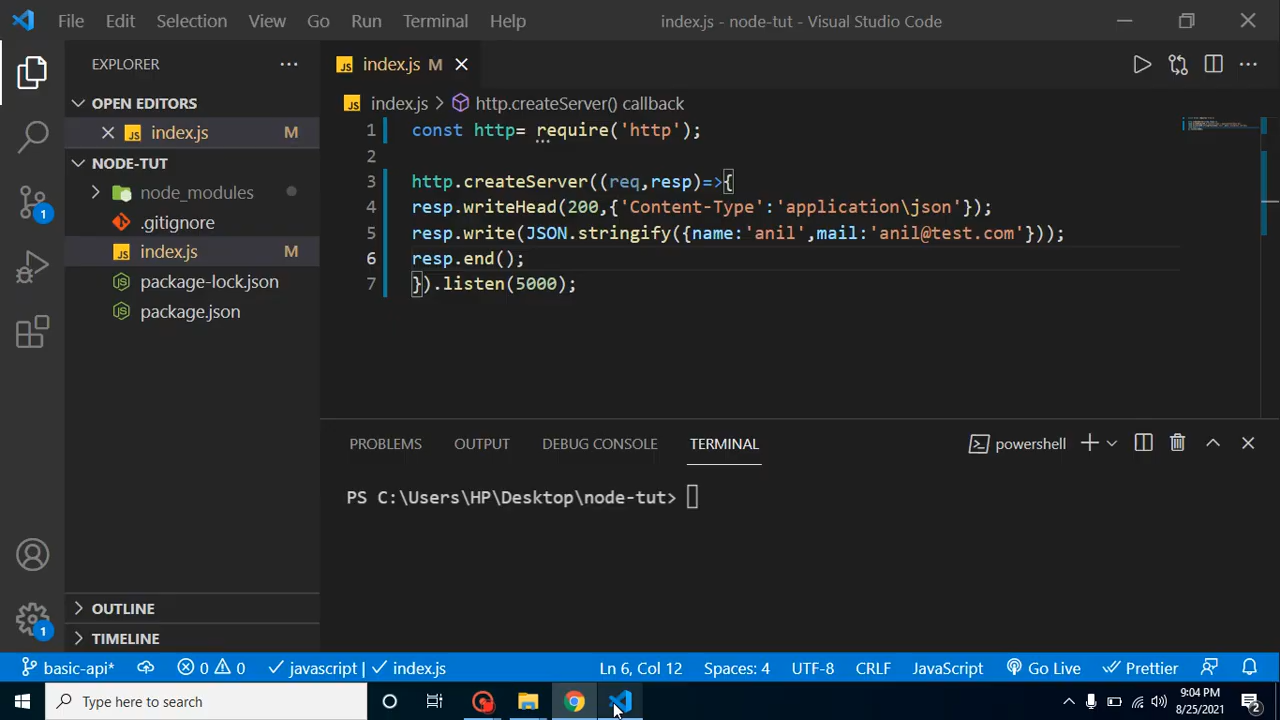 File Edit Selection View Go Run Terminal Help index.js - node-tut - Visual Studio Code
EXPLORER
index.js M
OPEN EDITORS
index.js M
NODE-TUT
node_modules
.gitignore
index.js M
package-lock.json
package.json
OUTLINE
TIMELINE
index.js > http.createServer() callback
1 const http= require('http');
2
3 http.createServer((req,resp)=>{
4 resp.writeHead(200,{'Content-Type':'application\json'});
5 resp.write(JSON.stringify({name:'anil',mail:'anil@test.com'}));
6 resp.end();
7 }).listen(5000);
PROBLEMS OUTPUT DEBUG CONSOLE TERMINAL powershell
PS C:\Users\HP\Desktop\node-tut>
1
1
basic-api* 0 0 javascript | index.js Ln 6, Col 12 Spaces: 4 UTF-8 CRLF JavaScript Go Live Prettier
Type here to search
9:04 PM
8/25/2021
2